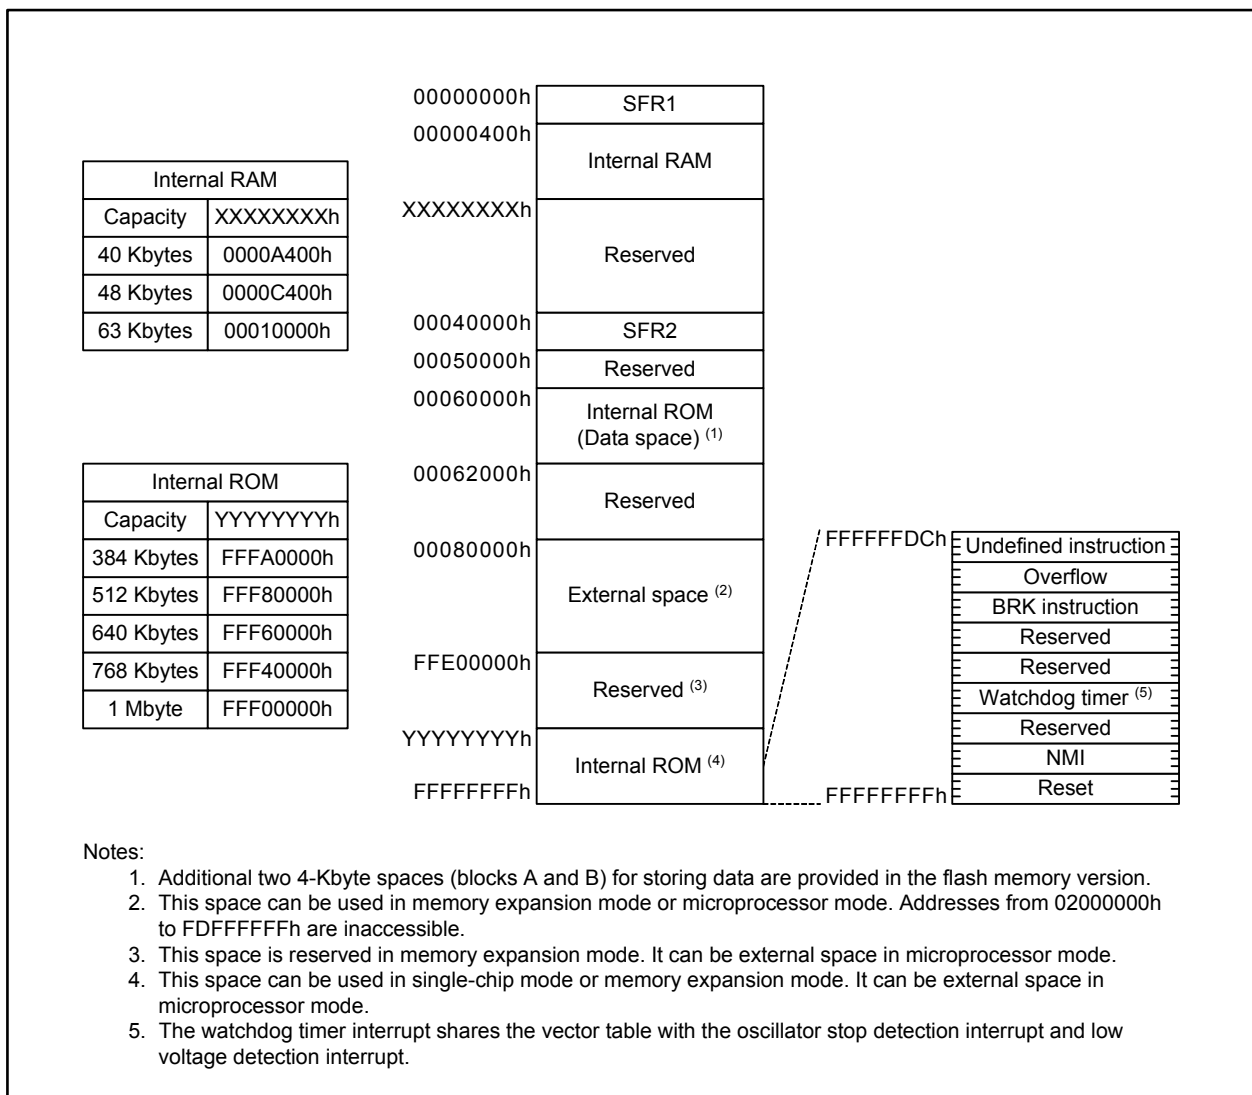 00000000h
SFR1
00000400h
Internal RAM
XXXXXXXXh
Reserved
00040000h
SFR2
00050000h
Reserved
00060000h
Internal ROM
(Data space) (1)
00062000h
Reserved
00080000h
External space (2)
FFE00000h
Reserved (3)
YYYYYYYYh
Internal ROM (4)
FFFFFFFFh
Internal RAM
Capacity XXXXXXXXh
40 Kbytes 0000A400h
48 Kbytes 0000C400h
63 Kbytes 00010000h
Internal ROM
Capacity YYYYYYYYh
384 Kbytes FFFA0000h
512 Kbytes FFF80000h
640 Kbytes FFF60000h
768 Kbytes FFF40000h
1 Mbyte FFF00000h
FFFFFFDCh
Undefined instruction
Overflow
BRK instruction
Reserved
Reserved
Watchdog timer (5)
Reserved
NMI
Reset
FFFFFFFFh
Notes:
1. Additional two 4-Kbyte spaces (blocks A and B) for storing data are provided in the flash memory version.
2. This space can be used in memory expansion mode or microprocessor mode. Addresses from 02000000h
to FDFFFFFFh are inaccessible.
3. This space is reserved in memory expansion mode. It can be external space in microprocessor mode.
4. This space can be used in single-chip mode or memory expansion mode. It can be external space in
microprocessor mode.
5. The watchdog timer interrupt shares the vector table with the oscillator stop detection interrupt and low
voltage detection interrupt.